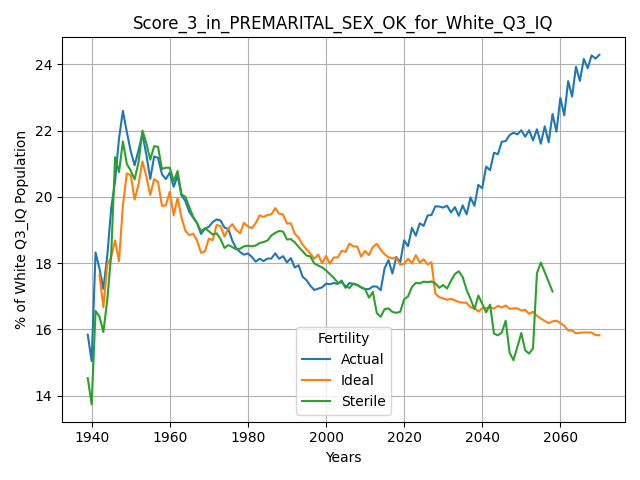 Score_3_in_PREMARITAL_SEX_OK_for_White_Q3_IQ
% of White Q3_IQ Population
24
22
20
18
16
14
Fertility
Actual
Ideal
Sterile
1940 1960 1980 2000 2020 2040 2060
Years